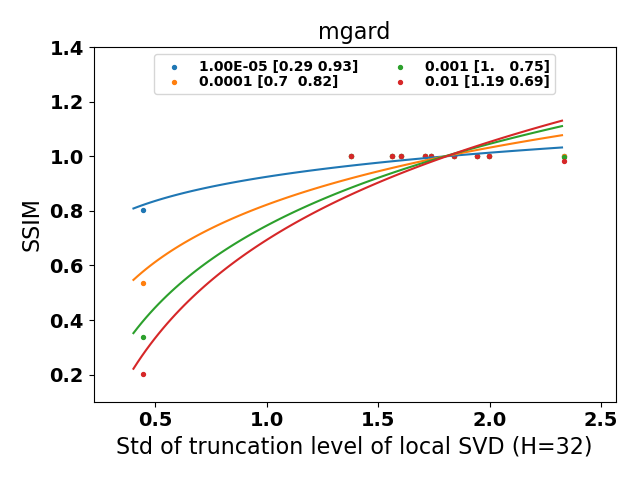 mgard
1.00E-05 [0.29 0.93]
0.0001 [0.7  0.82]
0.001 [1.   0.75]
0.01 [1.19 0.69]
1.4
1.2
1.0
0.8
0.6
0.4
0.2
SSIM
0.5 1.0 1.5 2.0 2.5
Std of truncation level of local SVD (H=32)